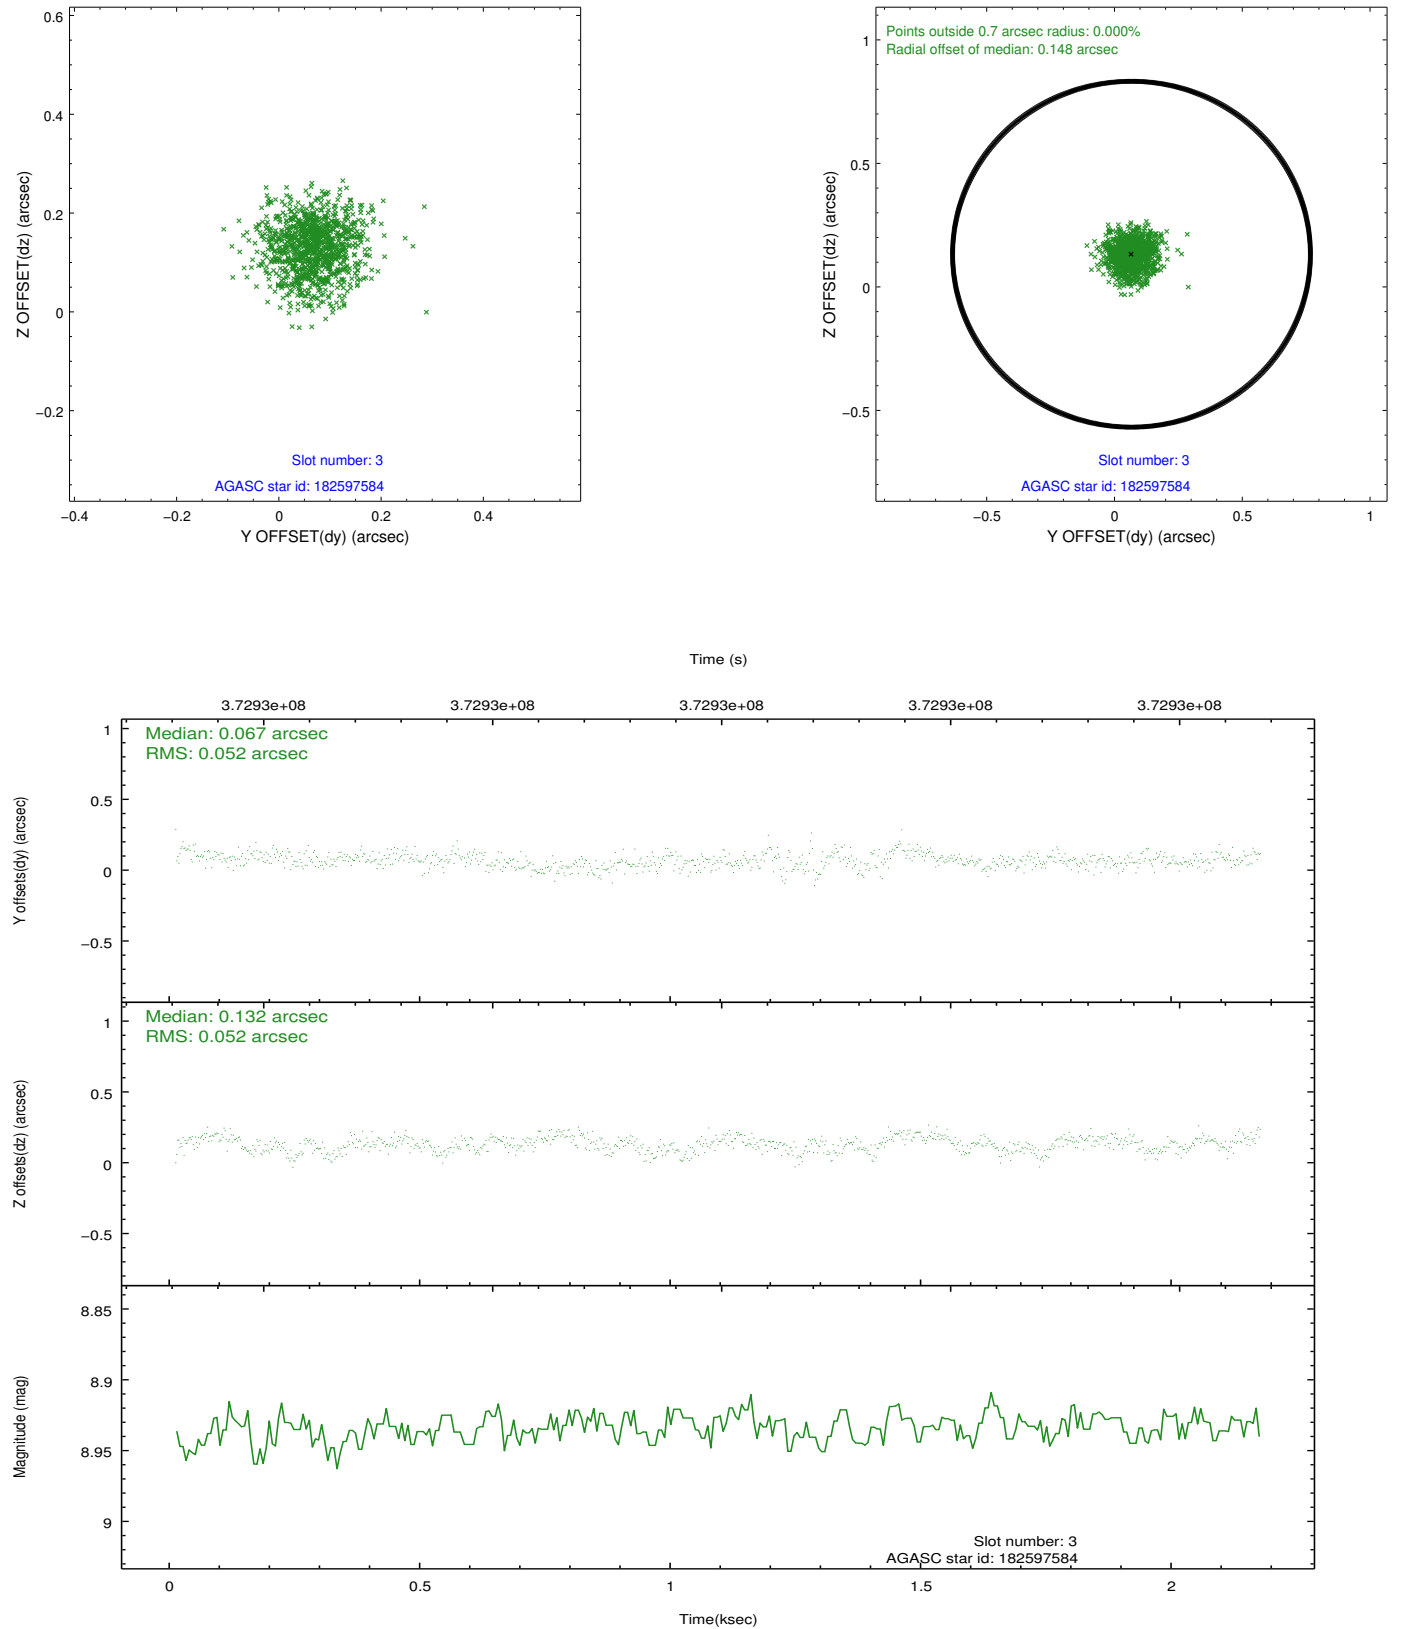 0.6
0.4
0.2
0
−0.2
Z OFFSET(dz) (arcsec)
Slot number: 3
AGASC star id: 182597584
−0.4
−0.2
0
0.2
0.4
Y OFFSET(dy) (arcsec)
Points outside 0.7 arcsec radius: 0.000%
Radial offset of median: 0.148 arcsec
1
0.5
0
−0.5
Z OFFSET(dz) (arcsec)
Slot number: 3
AGASC star id: 182597584
−0.5
0
0.5
1
Y OFFSET(dy) (arcsec)
Time (s)
3.7293e+08
3.7293e+08
3.7293e+08
3.7293e+08
3.7293e+08
Median: 0.067 arcsec
RMS: 0.052 arcsec
1
0.5
0
−0.5
Y offsets(dy) (arcsec)
Median: 0.132 arcsec
RMS: 0.052 arcsec
1
0.5
0
−0.5
Z offsets(dz) (arcsec)
8.85
8.9
8.95
9
Magnitude (mag)
Slot number: 3
AGASC star id: 182597584
0
0.5
1
1.5
2
Time(ksec)